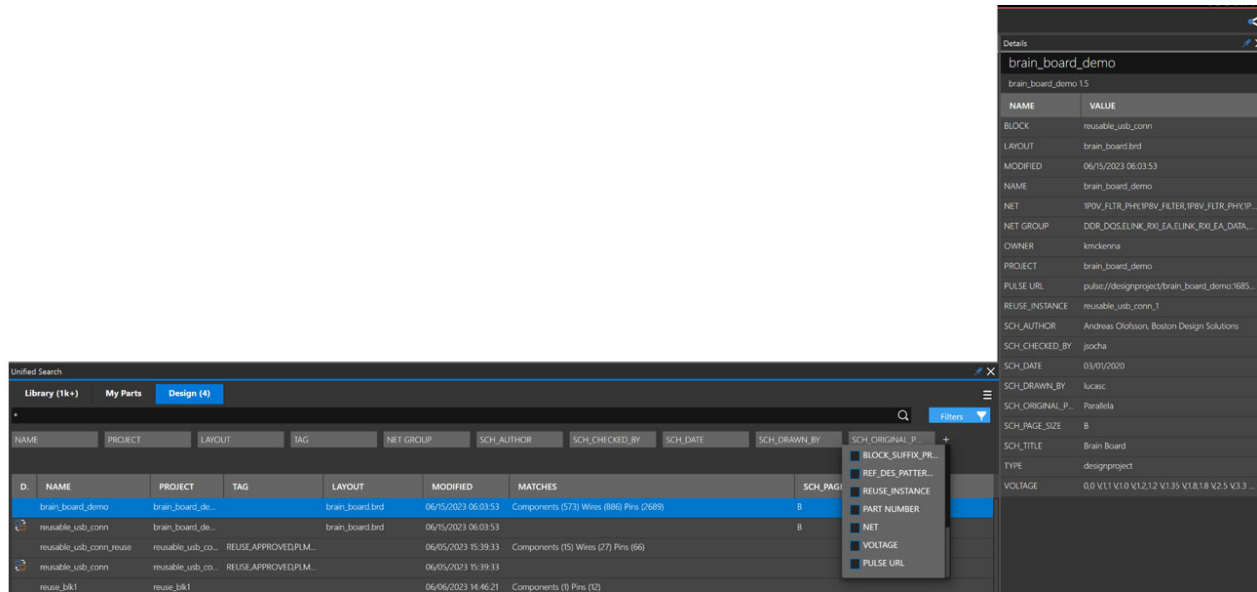 Details
brain_board_demo
brain_board_demo 1.5
NAME VALUE
BLOCK reusable_usb_conn
LAYOUT brain_board.brd
MODIFIED 06/15/2023 06:03:53
NAME brain_board_demo
NET 1P0V_FLTR_PHY,1P8V_FILTER,1P8V_FLTR_PHY,1P...
NET GROUP DDR_DQS,ELINK_RXI_EA,ELINK_RXI_EA_DATA,...
OWNER kmckenna
PROJECT brain_board_demo
PULSE URL pulse://designproject/brain_board_demo:1685...
REUSE_INSTANCE reusable_usb_conn_1
SCH_AUTHOR Andreas Olofsson, Boston Design Solutions
SCH_CHECKED_BY jsocha
SCH_DATE 03/01/2020
SCH_DRAWN_BY lucasc
SCH_ORIGINAL_P... Parallela
SCH_PAGE_SIZE B
SCH_TITLE Brain Board
TYPE designproject
VOLTAGE 0,0 V,1,1 V,1.0 V,1.2,1.2 V,1.35 V,1.8,1.8 V,2.5 V,3.3 ...
Unified Search
Library (1k+) My Parts Design (4)
*
Filters
NAME PROJECT LAYOUT TAG NET GROUP SCH_AUTHOR SCH_CHECKED_BY SCH_DATE SCH_DRAWN_BY SCH_ORIGINAL_P... +
BLOCK_SUFFIX_PR...
REF_DES_PATTER...
REUSE_INSTANCE
PART NUMBER
NET
VOLTAGE
PULSE URL
D. NAME PROJECT TAG LAYOUT MODIFIED MATCHES SCH_PAG
brain_board_demo brain_board_de... brain_board.brd 06/15/2023 06:03:53 Components (573) Wires (886) Pins (2689) B
reusable_usb_conn brain_board_de... brain_board.brd 06/15/2023 06:03:53 B
reusable_usb_conn_reuse reusable_usb_co... REUSE,APPROVED,PLM... 06/05/2023 15:39:33 Components (15) Wires (27) Pins (66)
reusable_usb_conn reusable_usb_co... REUSE,APPROVED,PLM... 06/05/2023 15:39:33
reuse_blk1 reuse_blk1 06/06/2023 14:46:21 Components (1) Pins (12)